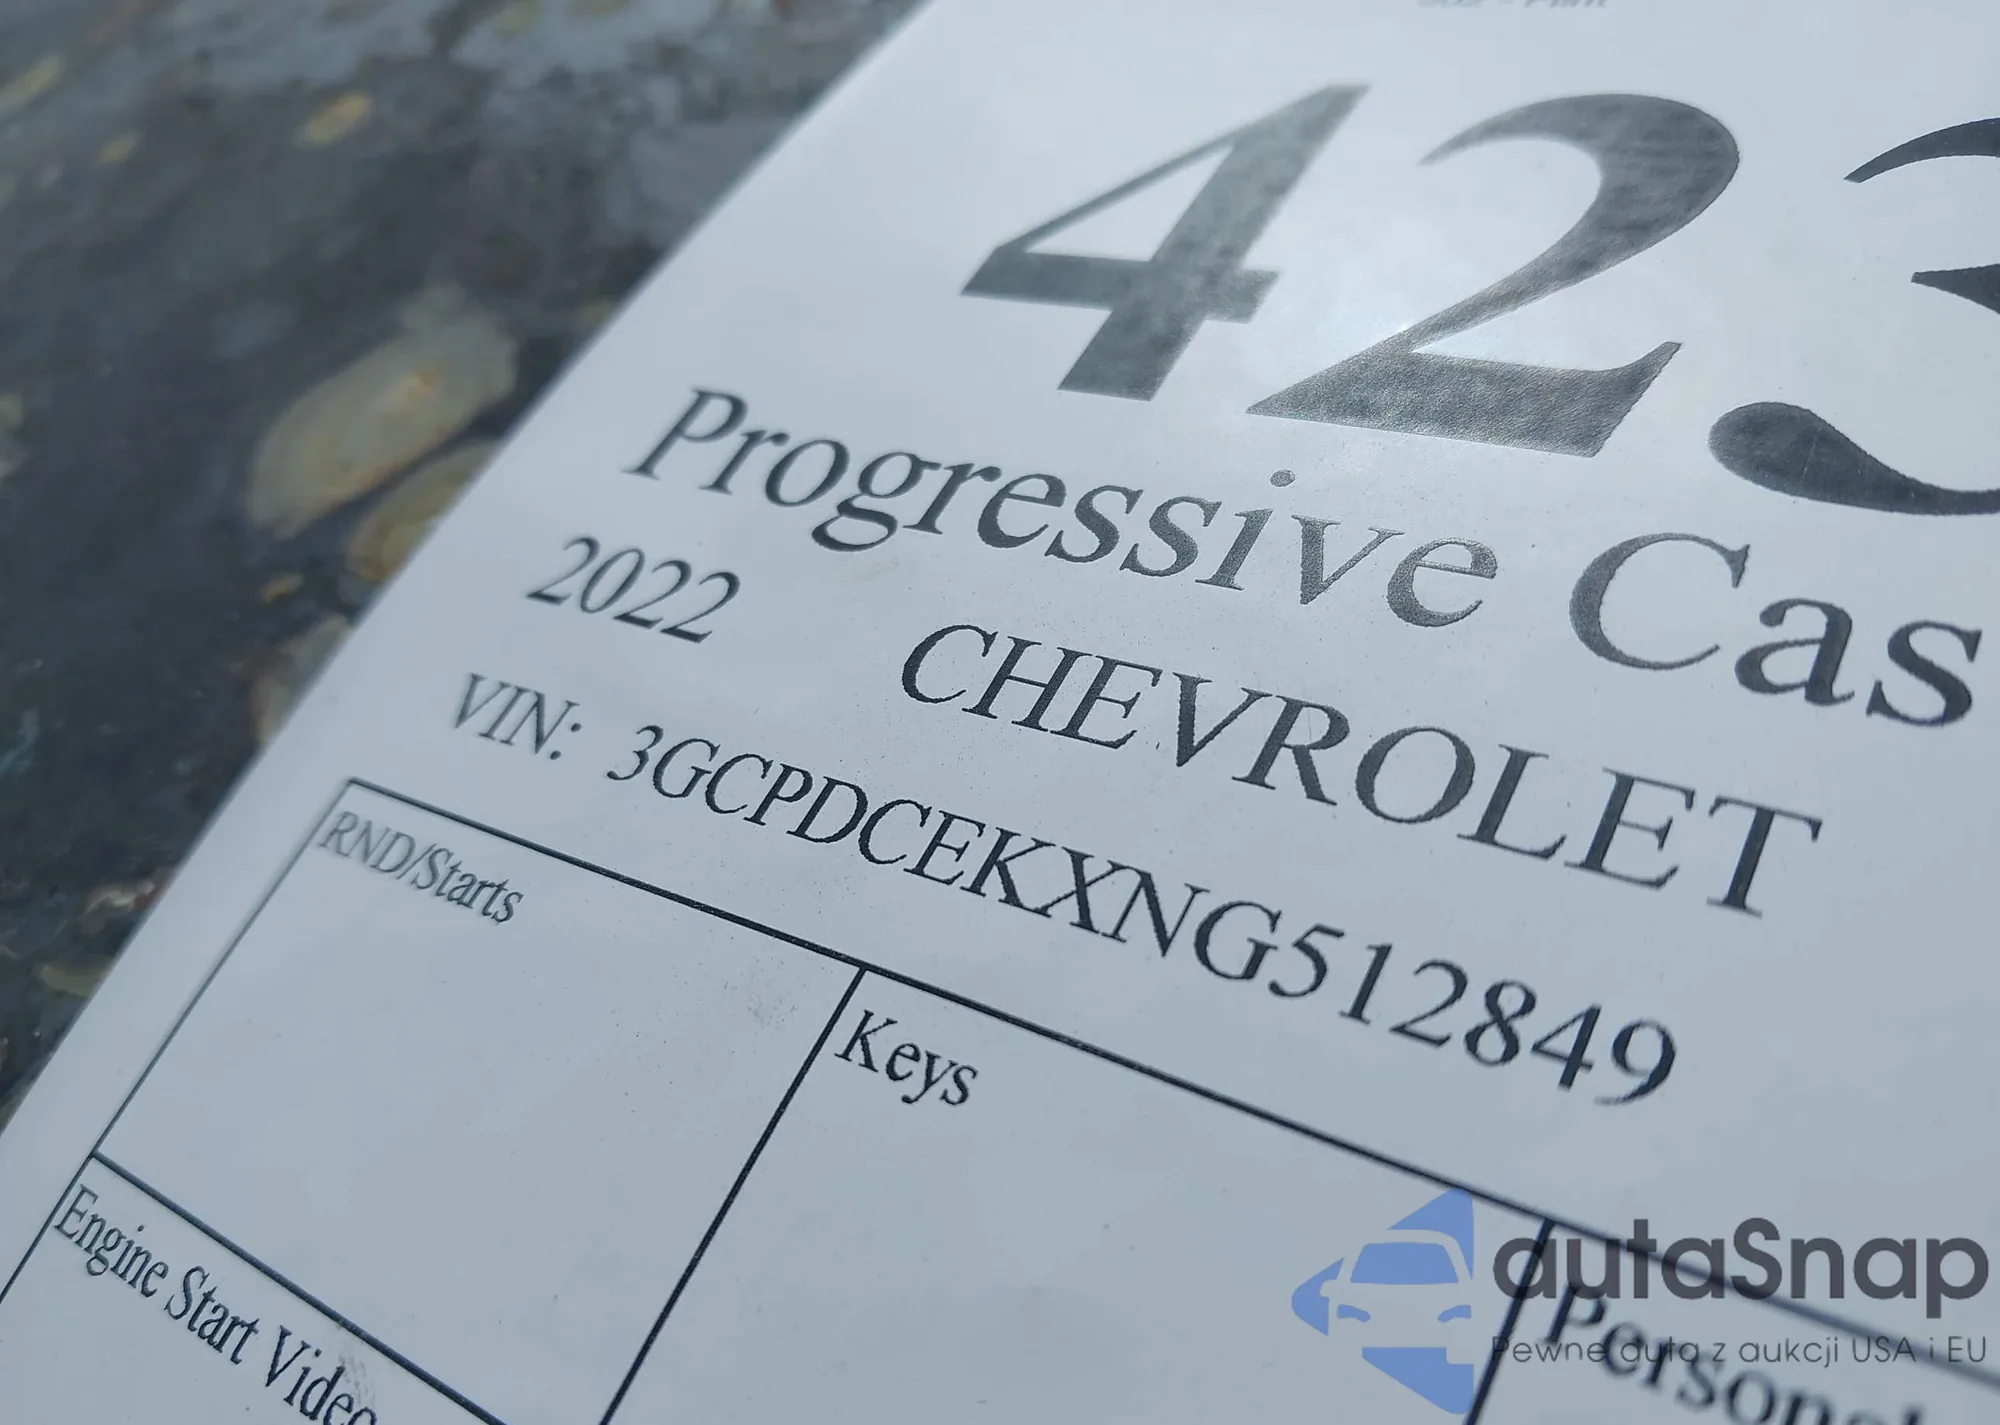 423
Progressive Cas
2022 CHEVROLET
VIN: 3GCPDCEKXNG512849
RND/Starts
Keys
Engine Start Video
Personal
autaSnap
Pewne auta z aukcji USA i EU